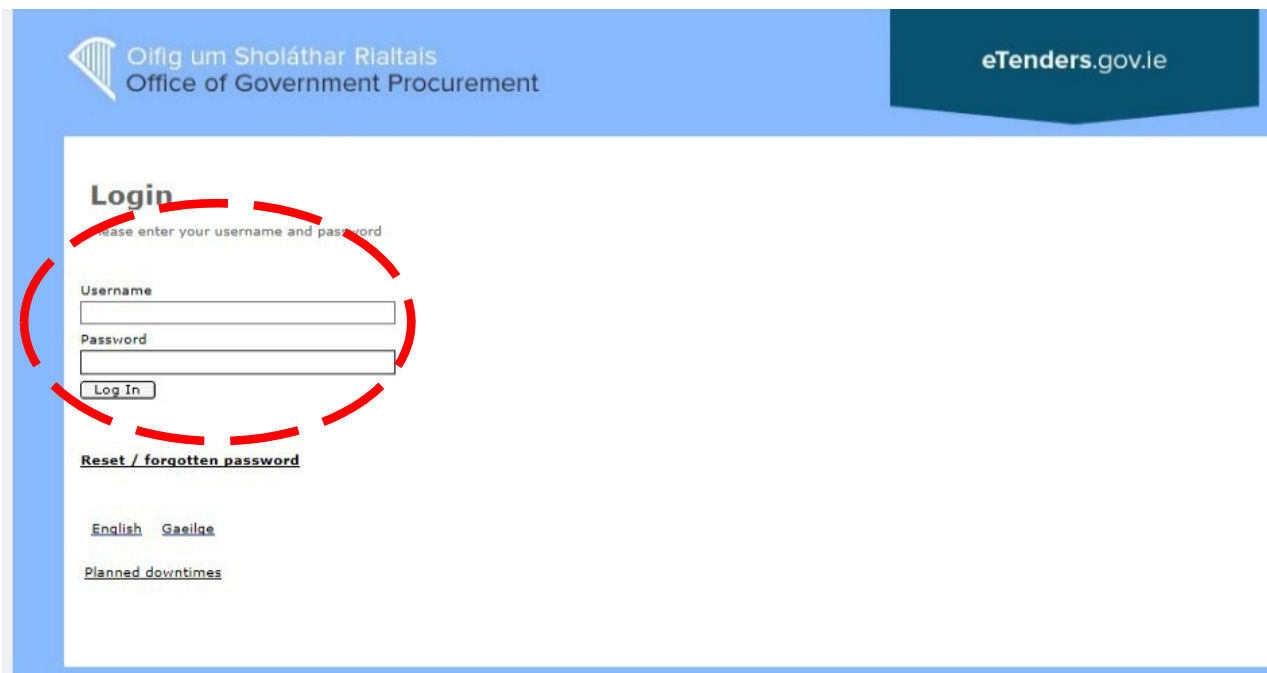 Oifig um Sholáthar Rialtais
Office of Government Procurement
eTenders.gov.ie
Login
Please enter your username and password
Username
Password
Log In
Reset / forgotten password
English Gaeilge
Planned downtimes